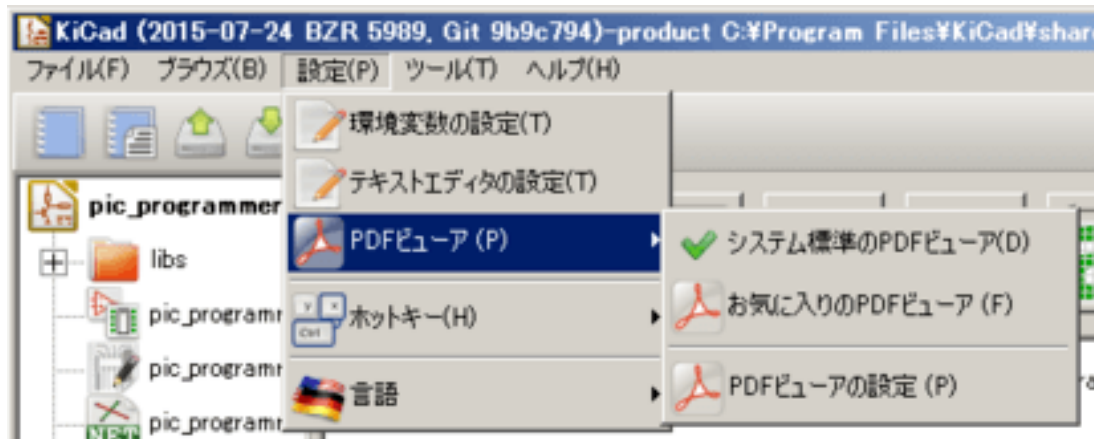 KiCad (2015-07-24 BZR 5989, Git 9b9c794)-product C:¥Program Files¥KiCad¥shar
ファイル(F) ブラウズ(B) 設定(P) ツール(T) ヘルプ(H)
環境変数の設定(T)
テキストエディタの設定(T)
PDFビューア (P)
ホットキー(H)
言語
システム標準のPDFビューア(D)
お気に入りのPDFビューア (F)
PDFビューアの設定 (P)
pic_programmer
libs
pic_programr
pic_programr
pic_programr
Ctrl
NET